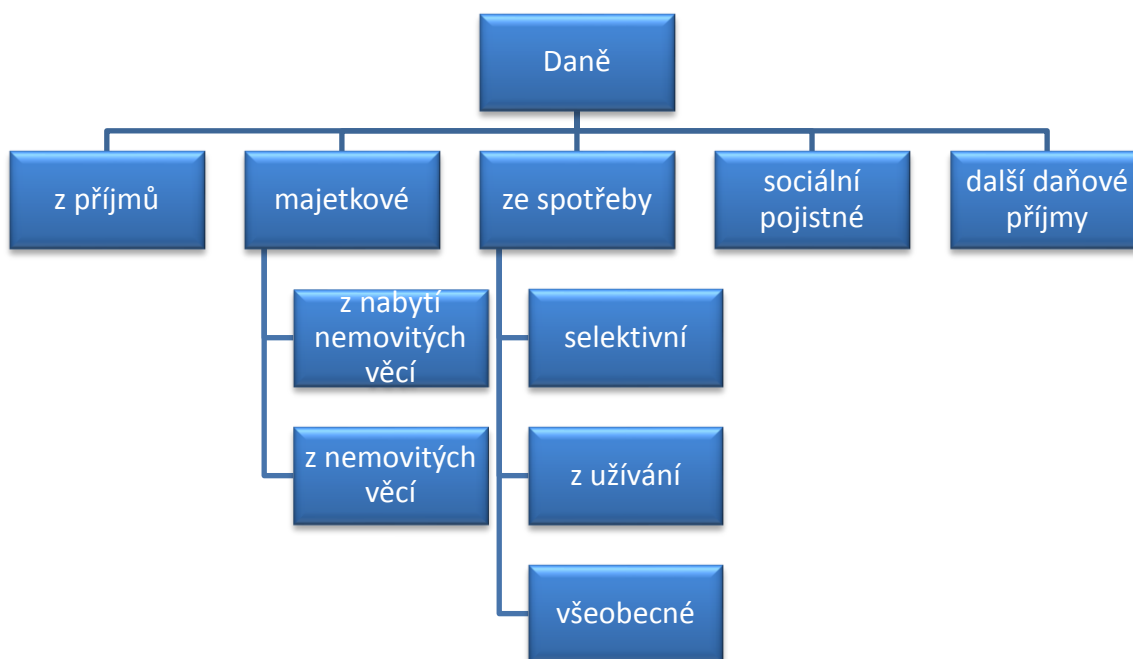 Daně
z příjmů
majetkové
ze spotřeby
sociální
pojistné
další daňové
příjmy
z nabytí
nemovitých
věcí
selektivní
z nemovitých
věcí
z užívání
všeobecné